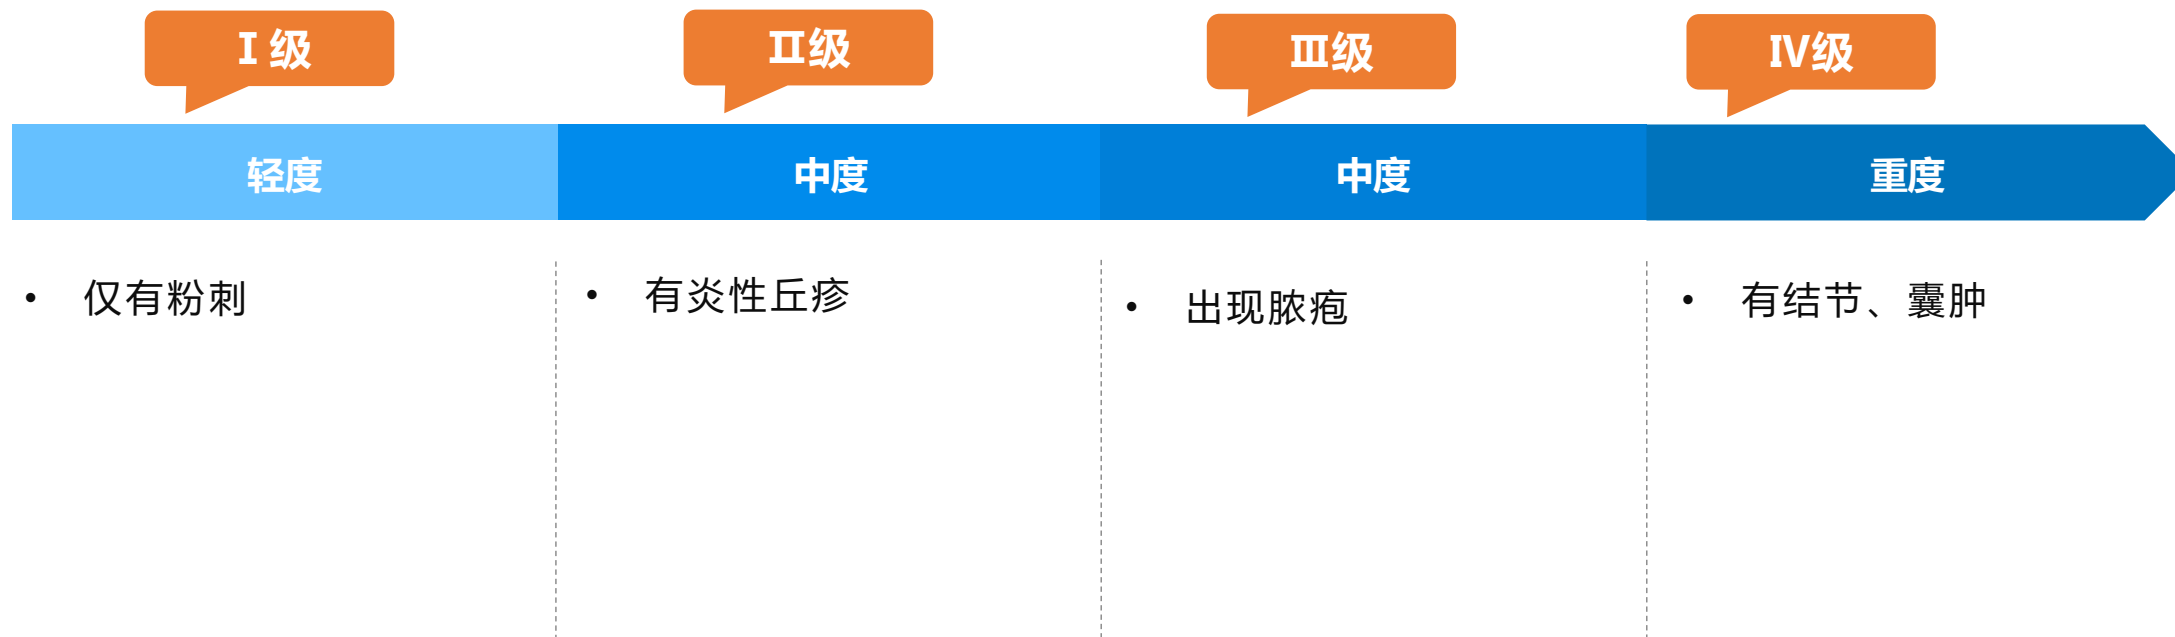 Ⅰ 级
Ⅱ级
Ⅲ级
Ⅳ级
轻度
中度
中度
重度
• 仅有粉刺
• 有炎性丘疹
• 出现脓疱
• 有结节、囊肿